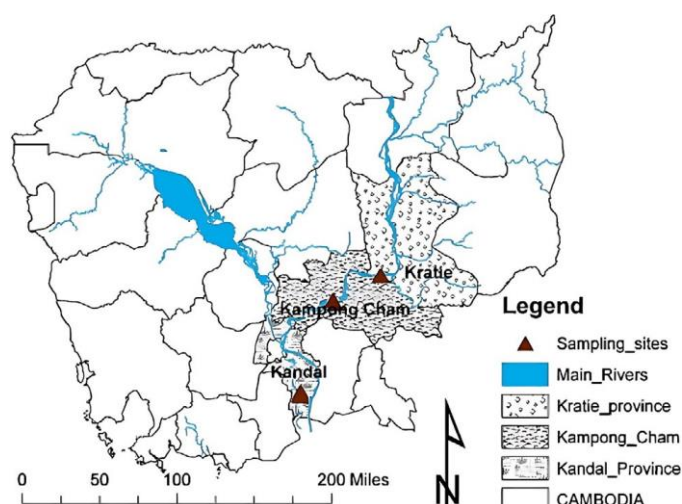 Kratie
Kampong Cham
Kandal
Legend
Sampling_sites
Main_Rivers
Kratie_province
Kampong_Cham
Kandal_Province
CAMBODIA
0 50 100 200 Miles
N